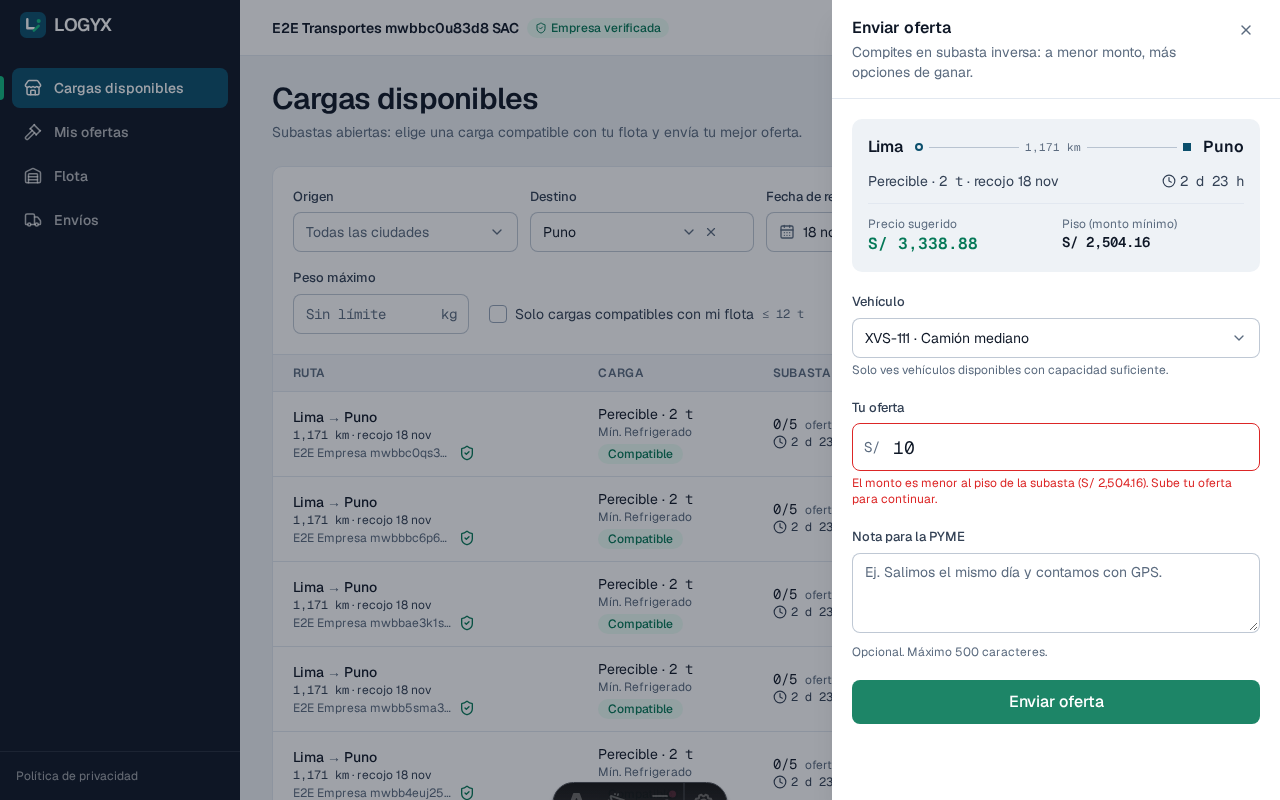 LOGYX
Cargas disponibles
Mis ofertas
Flota
Envíos
Política de privacidad
E2E Transportes mwbbc0u83d8 SAC
Empresa verificada
Cargas disponibles
Subastas abiertas: elige una carga compatible con tu flota y envía tu mejor oferta.
Origen
Destino
Fecha de
Todas las ciudades
Puno
18
Peso máximo
Sin límite
kg
Solo cargas compatibles con mi flota ≤ 12 t
RUTA
CARGA
SUBASTA
Lima → Puno
1,171 km · recojo 18 nov
E2E Empresa mwbbc0qs3…
Perecible · 2 t
Mín. Refrigerado
Compatible
0/5
2 d 23
Lima → Puno
1,171 km · recojo 18 nov
E2E Empresa mwbbbc6p6…
Perecible · 2 t
Mín. Refrigerado
Compatible
0/5
2 d 23
Lima → Puno
1,171 km · recojo 18 nov
E2E Empresa mwbbae3k1s…
Perecible · 2 t
Mín. Refrigerado
Compatible
0/5
2 d 23
Lima → Puno
1,171 km · recojo 18 nov
E2E Empresa mwbb5sma3…
Perecible · 2 t
Mín. Refrigerado
Compatible
0/5
2 d 23
Lima → Puno
1,171 km · recojo 18 nov
E2E Empresa mwbb4euj25…
Perecible · 2 t
Mín. Refrigerado
0/5
2 d 23
Enviar oferta
Compites en subasta inversa: a menor monto, más
opciones de ganar.
Lima
1,171 km
Puno
Perecible · 2 t · recojo 18 nov
2 d 23 h
Precio sugerido
S/ 3,338.88
Piso (monto mínimo)
S/ 2,504.16
Vehículo
XVS-111 · Camión mediano
Solo ves vehículos disponibles con capacidad suficiente.
Tu oferta
S/ 10
El monto es menor al piso de la subasta (S/ 2,504.16). Sube tu oferta
para continuar.
Nota para la PYME
Ej. Salimos el mismo día y contamos con GPS.
Opcional. Máximo 500 caracteres.
Enviar oferta